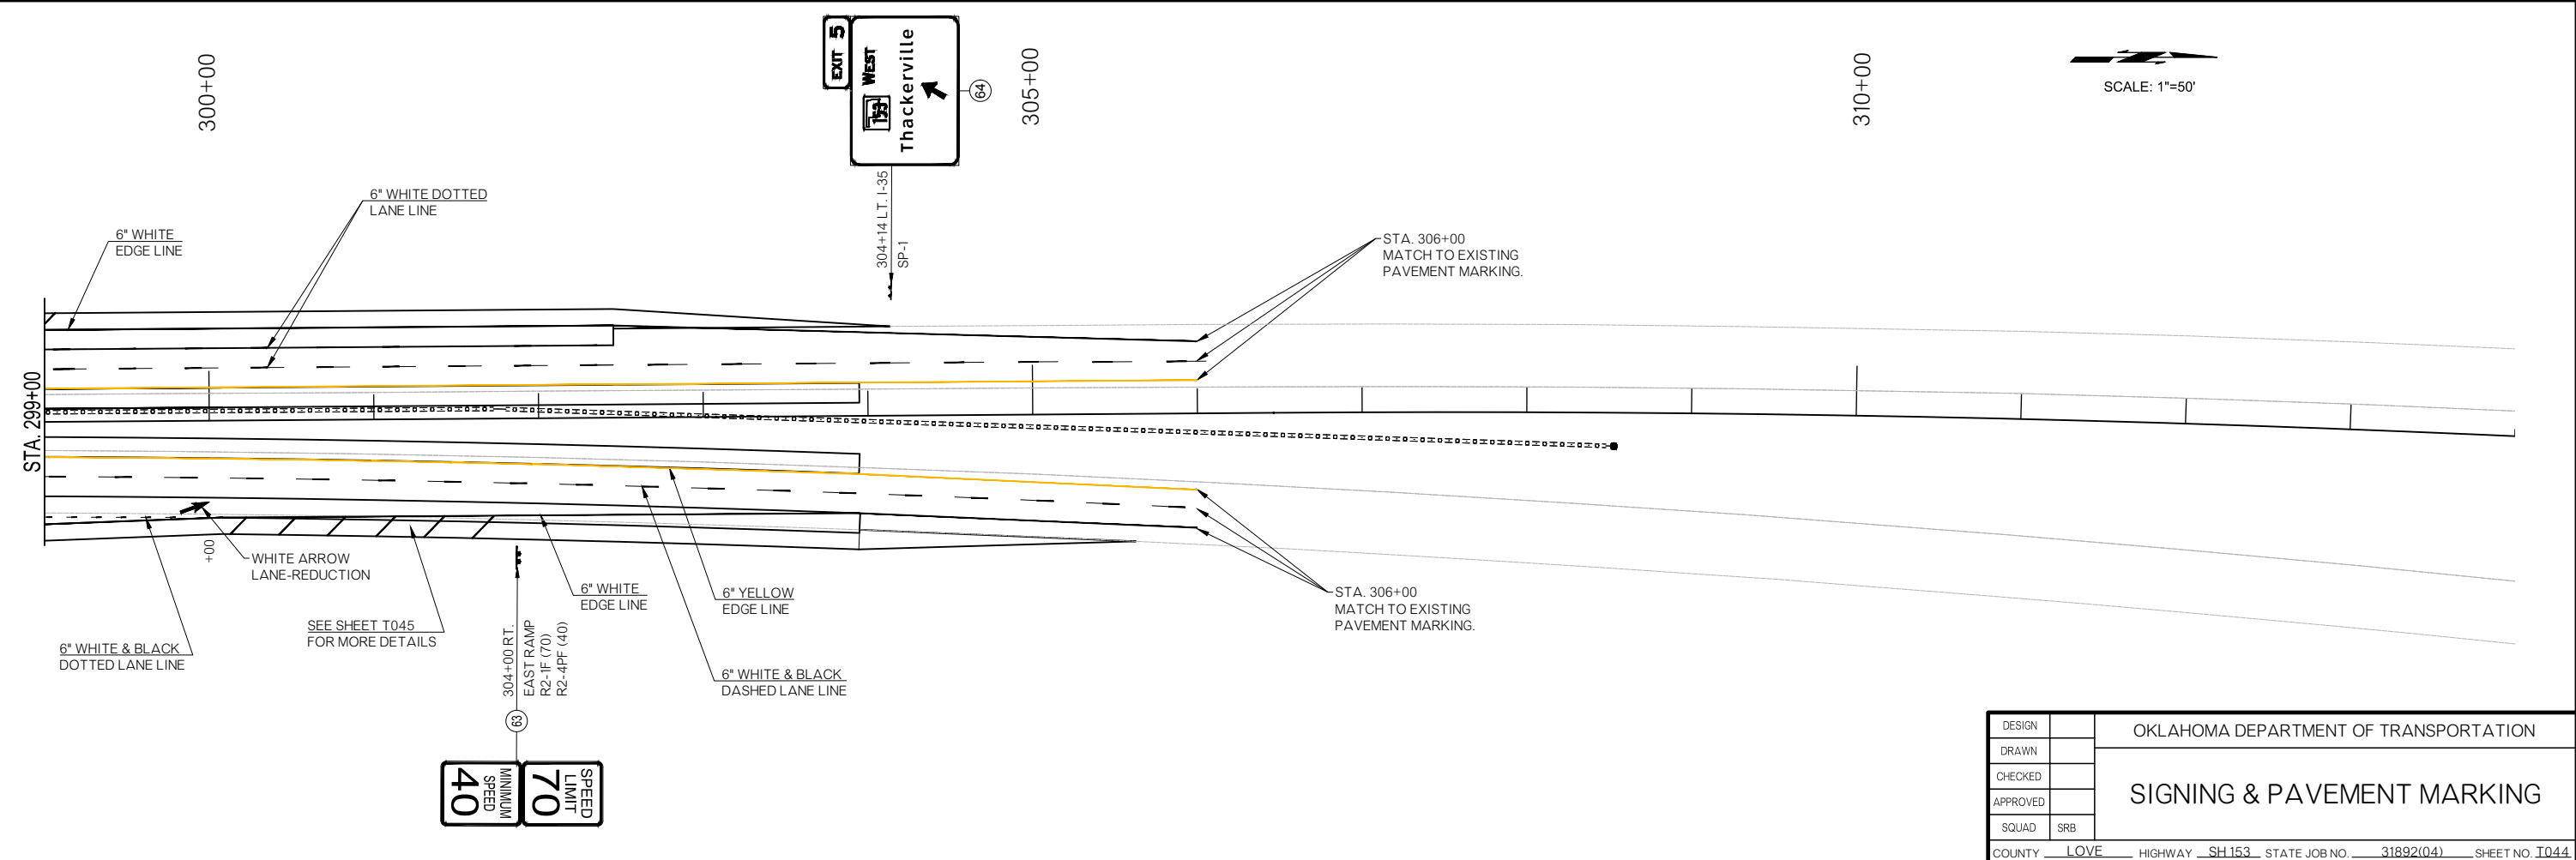 300+00
EXIT 5
WEST
153
Thackerville
64
305+00
310+00
SCALE: 1"=50'
304+14 LT. I-35
SP-1
6" WHITE DOTTED
LANE LINE
6" WHITE
EDGE LINE
STA. 306+00
MATCH TO EXISTING
PAVEMENT MARKING.
STA. 299+00
+00
WHITE ARROW
LANE-REDUCTION
6" WHITE
EDGE LINE
6" YELLOW
EDGE LINE
STA. 306+00
MATCH TO EXISTING
PAVEMENT MARKING.
SEE SHEET T045
FOR MORE DETAILS
6" WHITE & BLACK
DOTTED LANE LINE
304+00 RT.
EAST RAMP
R2-1F (70)
R2-4PF (40)
6" WHITE & BLACK
DASHED LANE LINE
63
SPEED
LIMIT
70
MINIMUM
SPEED
40
DESIGN
DRAWN
CHECKED
APPROVED
SQUAD SRB
OKLAHOMA DEPARTMENT OF TRANSPORTATION
SIGNING & PAVEMENT MARKING
COUNTY LOVE HIGHWAY SH 153 STATE JOB NO. 31892(04) SHEET NO. T044